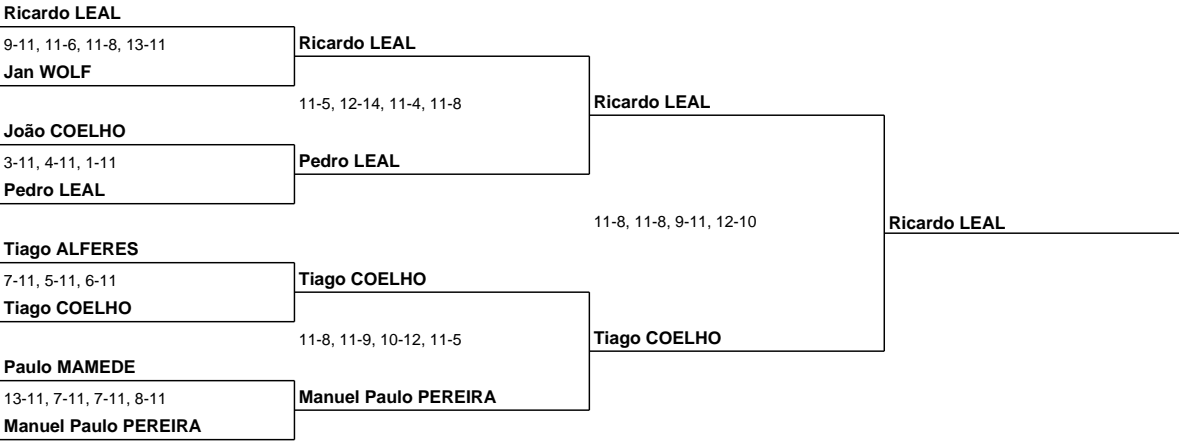 Ricardo LEAL
9-11, 11-6, 11-8, 13-11
Ricardo LEAL
Jan WOLF
11-5, 12-14, 11-4, 11-8
Ricardo LEAL
João COELHO
3-11, 4-11, 1-11
Pedro LEAL
Pedro LEAL
11-8, 11-8, 9-11, 12-10
Ricardo LEAL
Tiago ALFERES
7-11, 5-11, 6-11
Tiago COELHO
Tiago COELHO
11-8, 11-9, 10-12, 11-5
Tiago COELHO
Paulo MAMEDE
13-11, 7-11, 7-11, 8-11
Manuel Paulo PEREIRA
Manuel Paulo PEREIRA